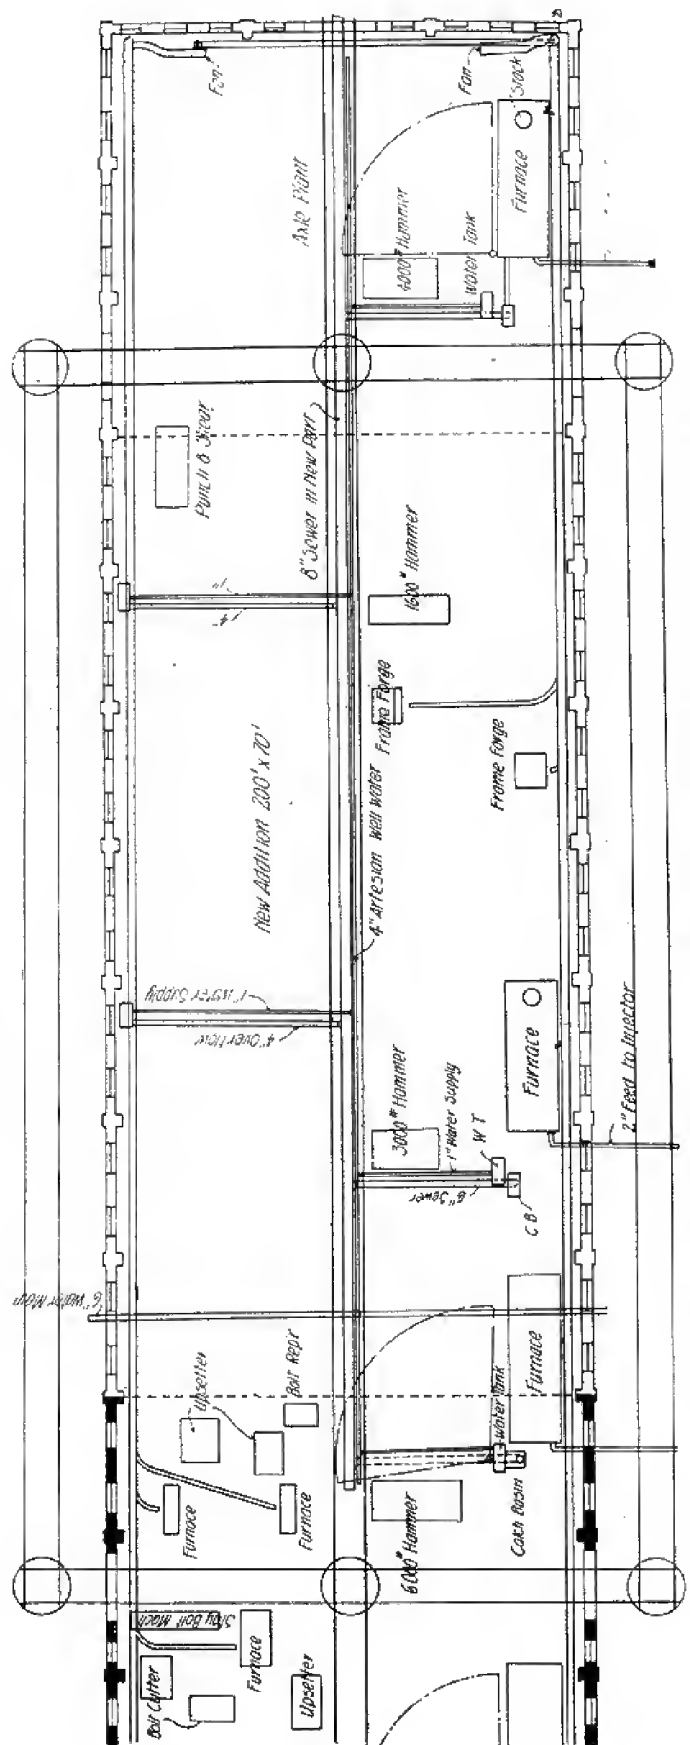 Fan
Fan
Stack
Furnace
Axle Plant
4000# Hammer
Water Tank
Punch & Shear
8" Sewer in New Part
1"
4"
1600# Hammer
Frame Forge
Frame Forge
New Addition 200' x 70'
4" Artesian Well Water
1" Water Supply
4" Overflow
Furnace
2" Feed to Injector
3000# Hammer
1" Water Supply
W T
8" Sewer
C B
6" Water Main
Upsetter
Bolt Rep'r
Furnace
Water Tank
Furnace
Furnace
6000# Hammer
Catch Basin
Stay Bolt Mach
Furnace
Bolt Cutter
Upsetter